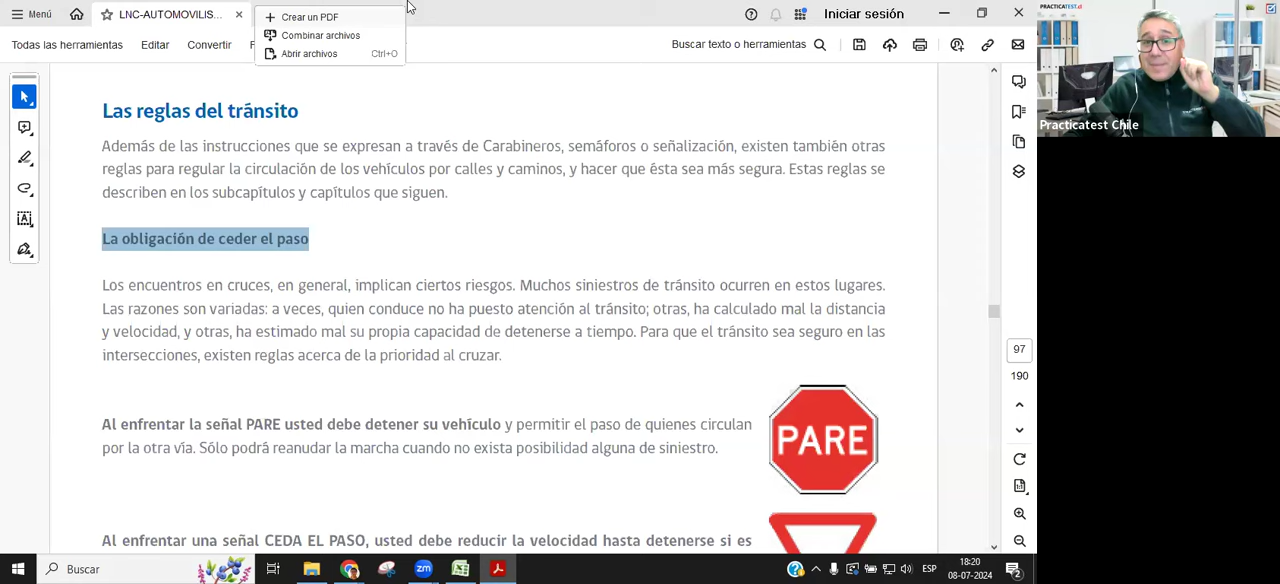 Menú
LNC-AUTOMOVILIS...
Crear un PDF
Combinar archivos
Abrir archivos Ctrl+O
Iniciar sesión
Todas las herramientas Editar Convertir
Buscar texto o herramientas
PRACTICATEST.cl
Practicatest Chile
Las reglas del tránsito
Además de las instrucciones que se expresan a través de Carabineros, semáforos o señalización, existen también otras
reglas para regular la circulación de los vehículos por calles y caminos, y hacer que ésta sea más segura. Estas reglas se
describen en los subcapítulos y capítulos que siguen.
La obligación de ceder el paso
Los encuentros en cruces, en general, implican ciertos riesgos. Muchos siniestros de tránsito ocurren en estos lugares.
Las razones son variadas: a veces, quien conduce no ha puesto atención al tránsito; otras, ha calculado mal la distancia
y velocidad, y otras, ha estimado mal su propia capacidad de detenerse a tiempo. Para que el tránsito sea seguro en las
intersecciones, existen reglas acerca de la prioridad al cruzar.
97
190
Al enfrentar la señal PARE usted debe detener su vehículo y permitir el paso de quienes circulan
por la otra vía. Sólo podrá reanudar la marcha cuando no exista posibilidad alguna de siniestro.
PARE
Al enfrentar una señal CEDA EL PASO, usted debe reducir la velocidad hasta detenerse si es
Buscar
zm
ESP
18:20
08-07-2024
2